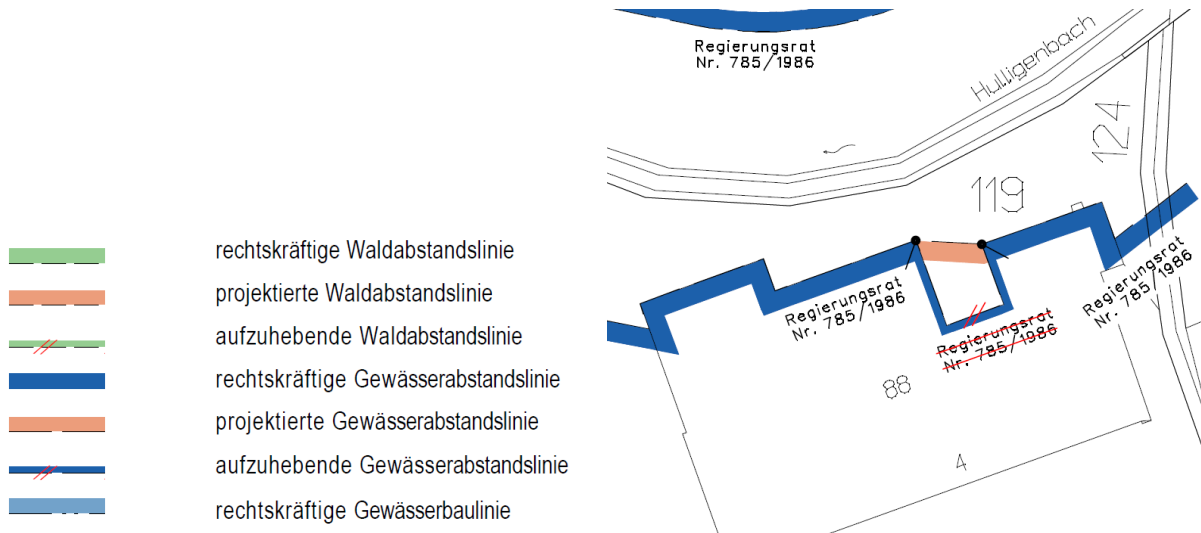 rechtskräftige Waldabstandslinie
projektierte Waldabstandslinie
aufzuhebende Waldabstandslinie
rechtskräftige Gewässerabstandslinie
projektierte Gewässerabstandslinie
aufzuhebende Gewässerabstandslinie
rechtskräftige Gewässerbaulinie
Regierungsrat
Nr. 785/1986
Hulligenbach
124
119
Regierungsrat
Nr. 785/1986
Regierungsrat
Nr. 785/1986
Regierungsrat
Nr. 785/1986
88
4